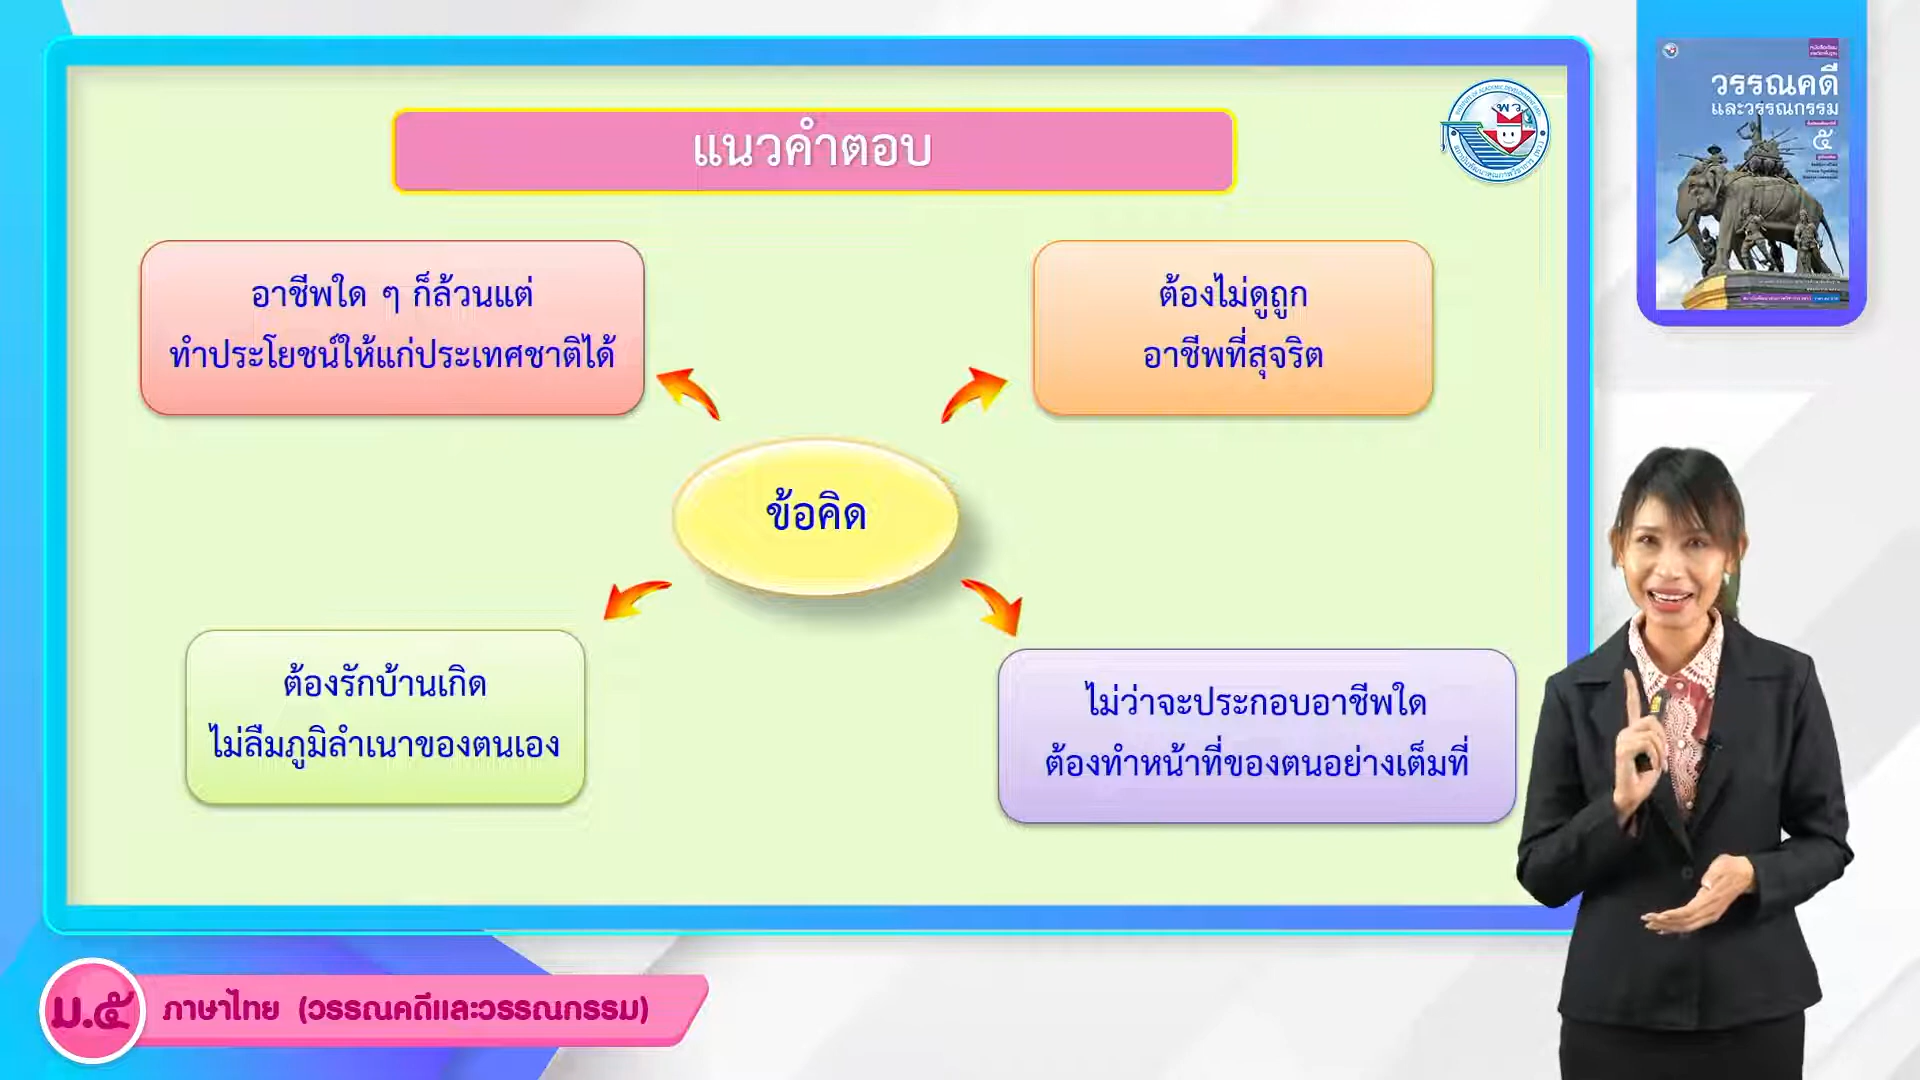 แนวคำตอบ
อาชีพใด ๆ ก็ล้วนแต่
ทำประโยชน์ให้แก่ประเทศชาติได้
ต้องไม่ดูถูก
อาชีพที่สุจริต
ข้อคิด
ต้องรักบ้านเกิด
ไม่ลืมภูมิลำเนาของตนเอง
ไม่ว่าจะประกอบอาชีพใด
ต้องทำหน้าที่ของตนอย่างเต็มที่
พว
วรรณคดี
และวรรณกรรม
๕
ม.๕ ภาษาไทย (วรรณคดีและวรรณกรรม)